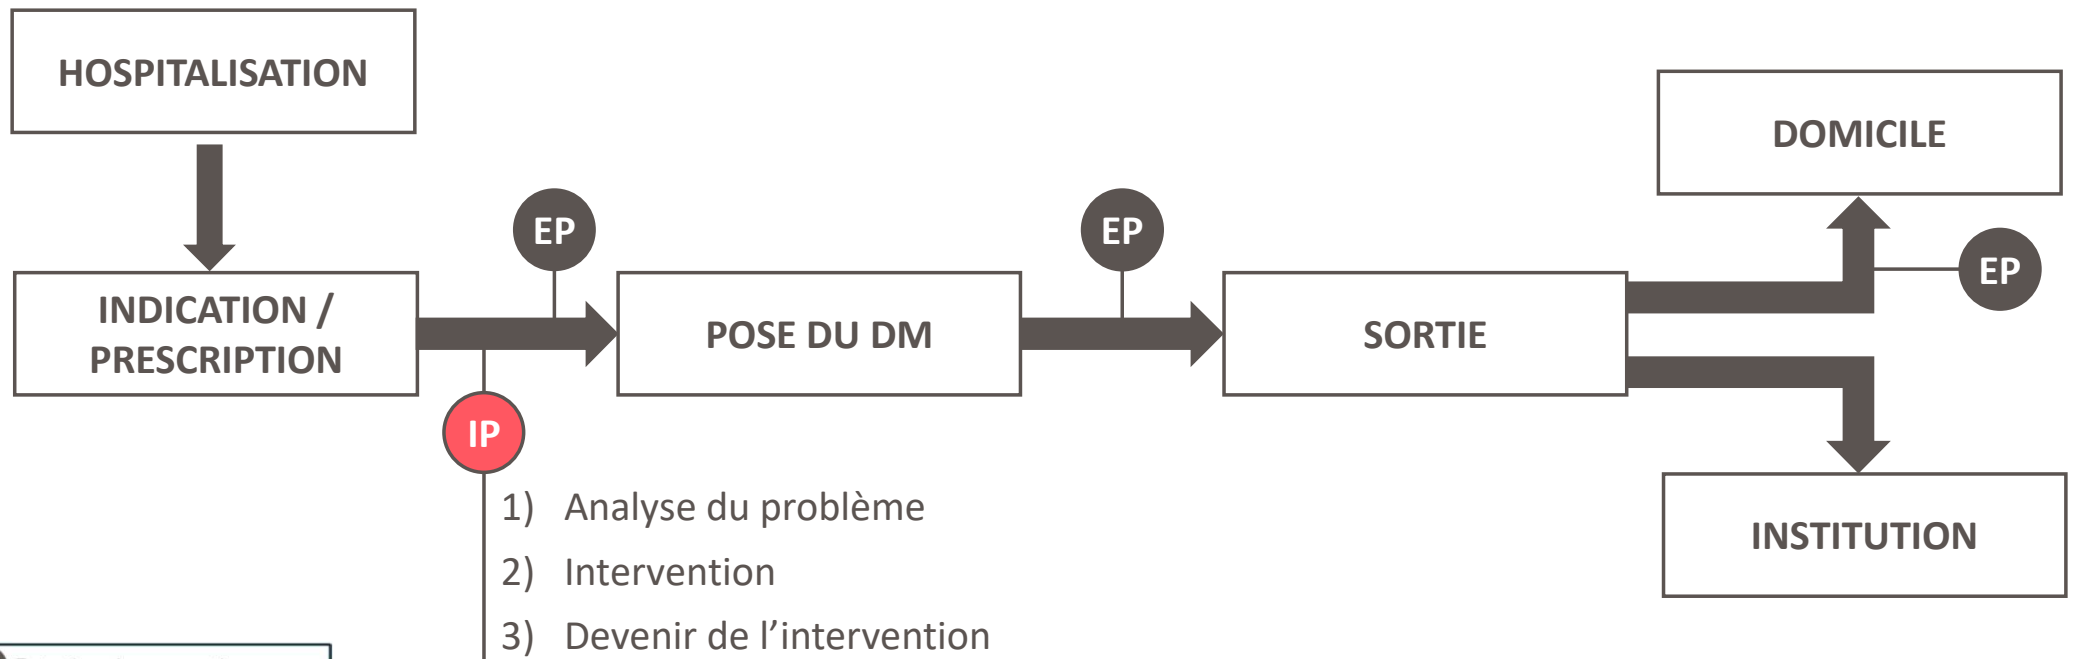 HOSPITALISATION
DOMICILE
EP
EP
EP
INDICATION /
PRESCRIPTION
POSE DU DM
SORTIE
IP
1) Analyse du problème
2) Intervention
3) Devenir de l’intervention
INSTITUTION